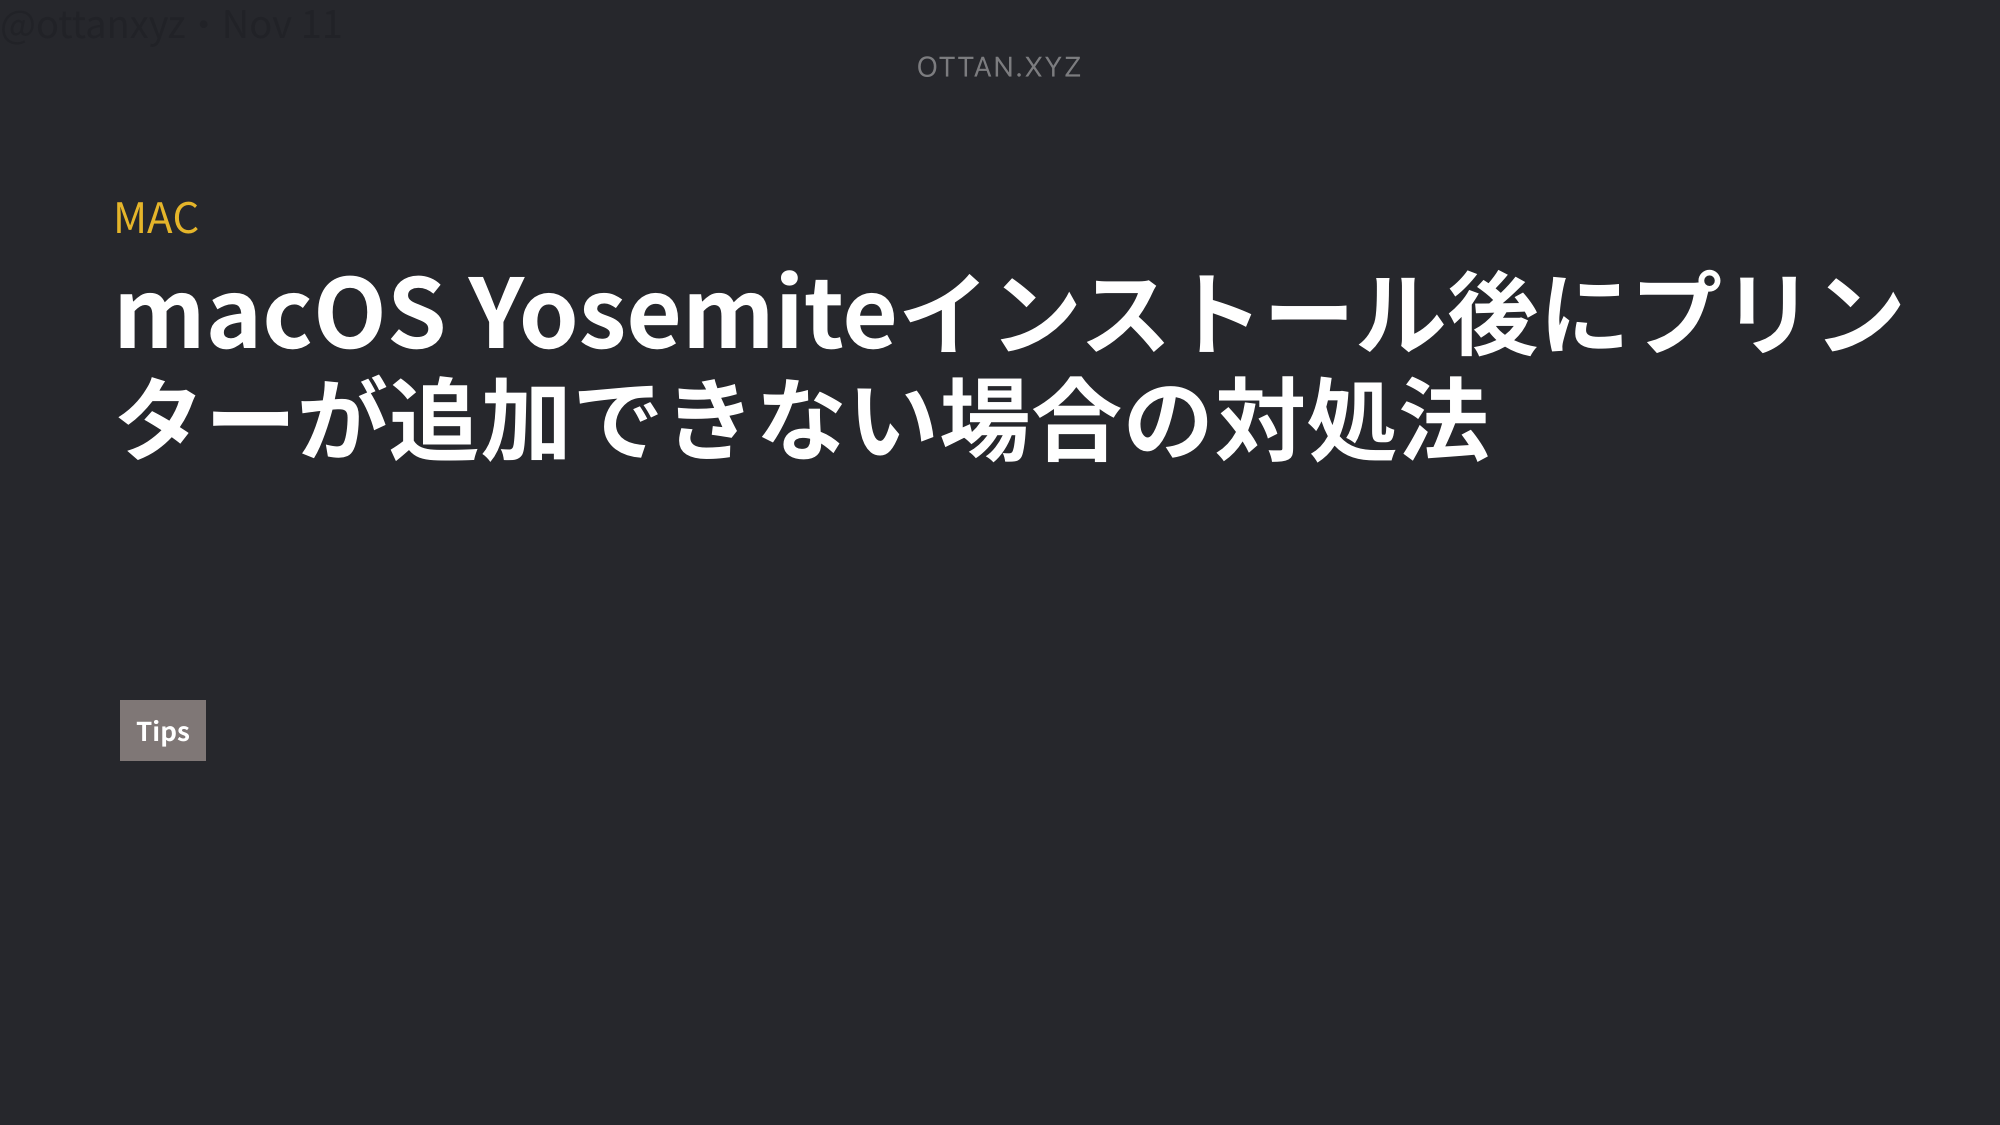 @ottanxyz・Nov 11
OTTAN.XYZ
MAC
macOS Yosemiteインストール後にプリン
ターが追加できない場合の対処法
Tips